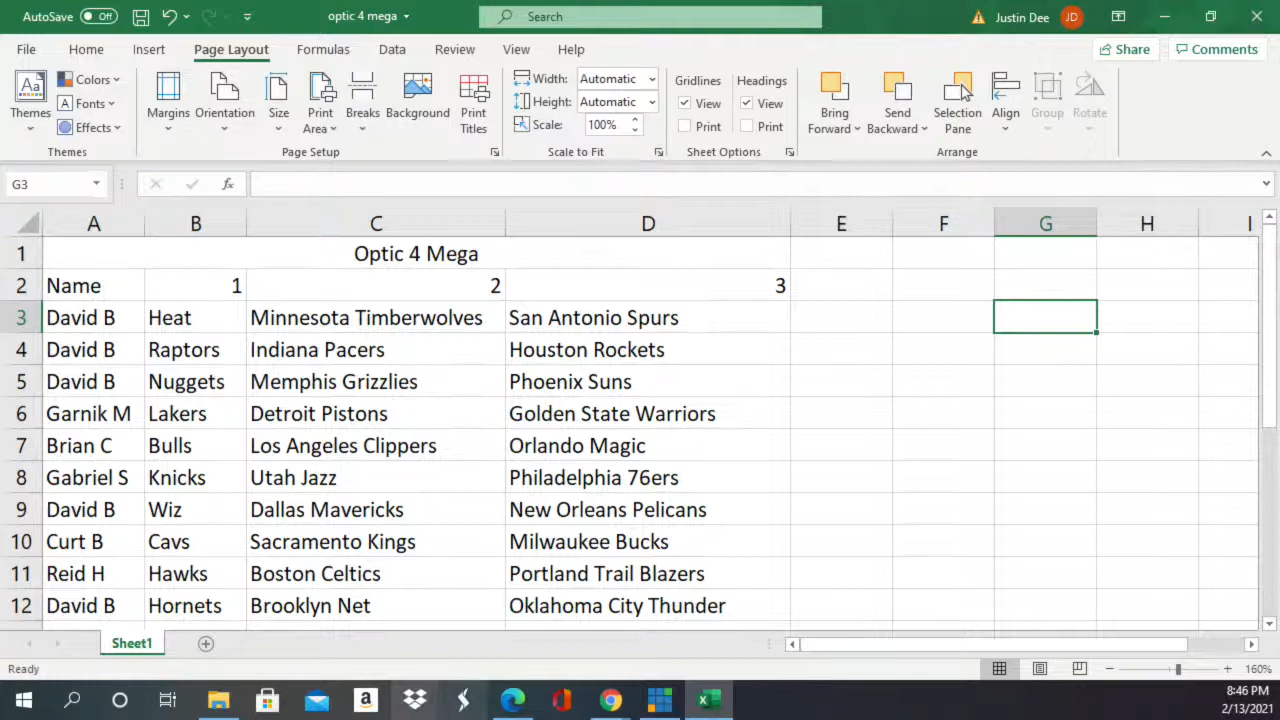 AutoSave Off optic 4 mega Search Justin Dee JD
File Home Insert Page Layout Formulas Data Review View Help Share Comments
Themes Colors Fonts Effects
Themes
Margins Orientation Size Print Area Breaks Background Print Titles
Page Setup
Width: Automatic
Height: Automatic
Scale: 100%
Scale to Fit
Gridlines Headings
View View
Print Print
Sheet Options
Bring Forward Send Backward Selection Pane Align Group Rotate
Arrange
G3 fx
A B C D E F G H I
1 Optic 4 Mega
2 Name 1 2 3
3 David B Heat Minnesota Timberwolves San Antonio Spurs
4 David B Raptors Indiana Pacers Houston Rockets
5 David B Nuggets Memphis Grizzlies Phoenix Suns
6 Garnik M Lakers Detroit Pistons Golden State Warriors
7 Brian C Bulls Los Angeles Clippers Orlando Magic
8 Gabriel S Knicks Utah Jazz Philadelphia 76ers
9 David B Wiz Dallas Mavericks New Orleans Pelicans
10 Curt B Cavs Sacramento Kings Milwaukee Bucks
11 Reid H Hawks Boston Celtics Portland Trail Blazers
12 David B Hornets Brooklyn Net Oklahoma City Thunder
Sheet1
Ready 160%
8:46 PM
2/13/2021